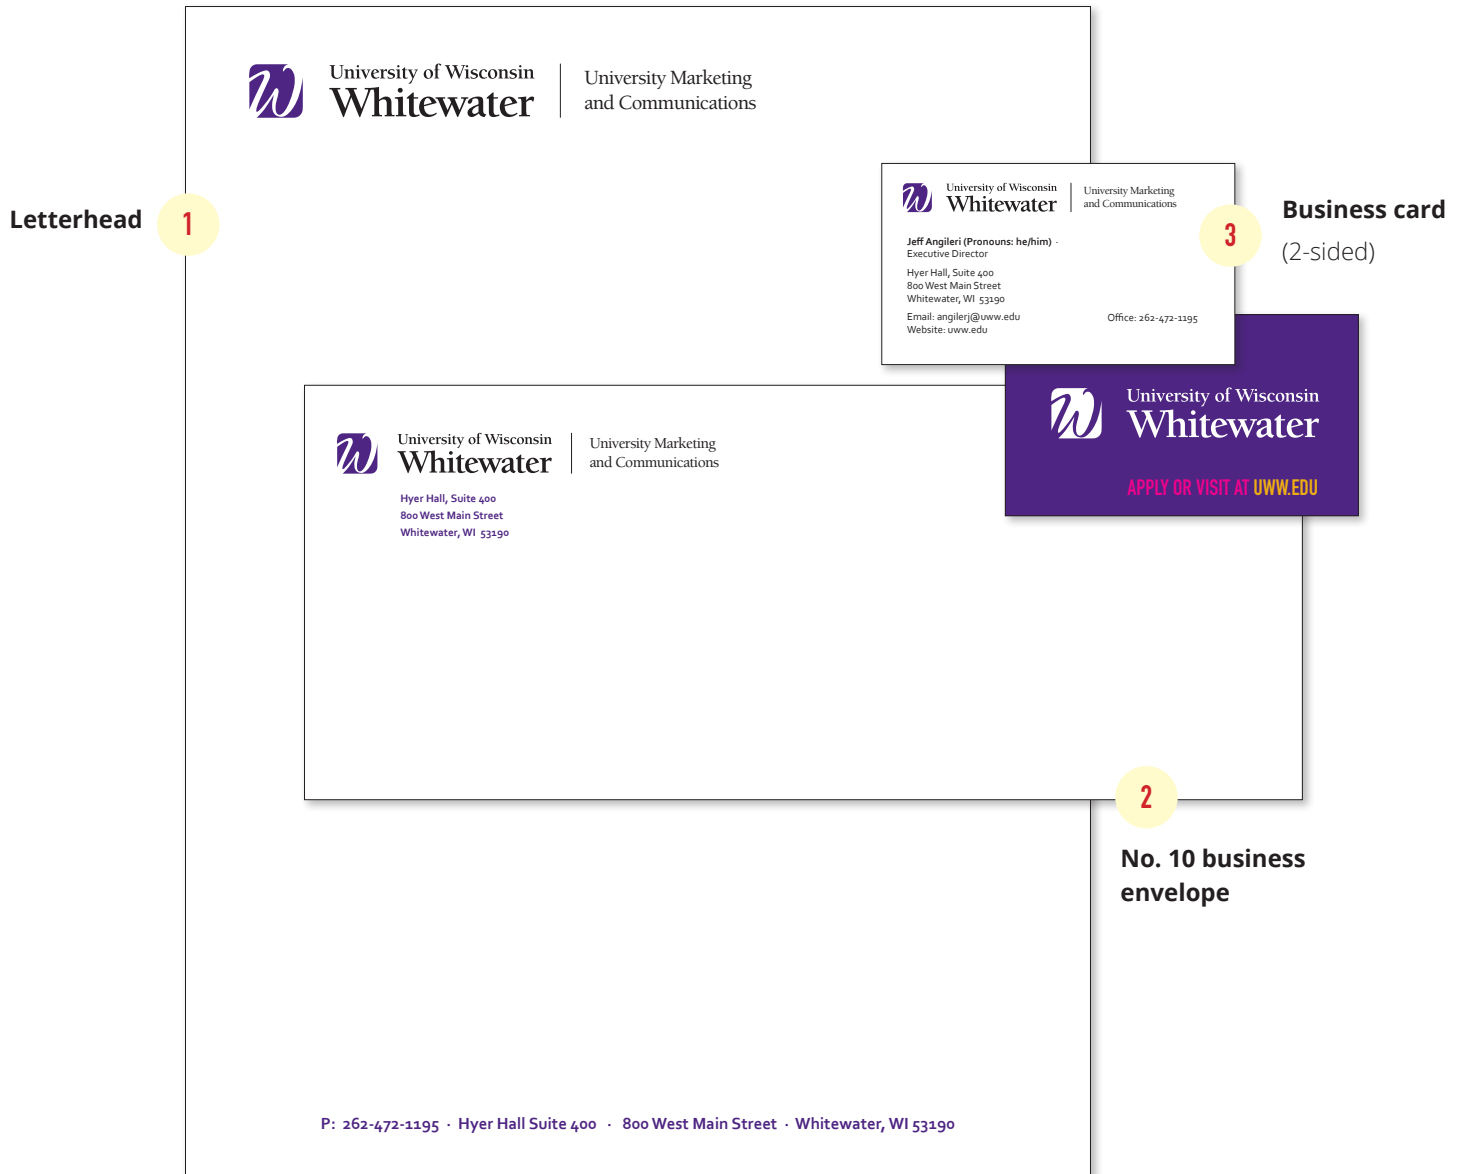 University of Wisconsin
Whitewater
University Marketing
and Communications
Letterhead
1
University of Wisconsin
Whitewater
University Marketing
and Communications
Jeff Angileri (Pronouns: he/him) ·
Executive Director
Hyer Hall, Suite 400
800 West Main Street
Whitewater, WI 53190
Email: angilerj@uww.edu
Website: uww.edu
Office: 262-472-1195
3
Business card
(2-sided)
University of Wisconsin
Whitewater
APPLY OR VISIT AT UWW.EDU
University of Wisconsin
Whitewater
University Marketing
and Communications
Hyer Hall, Suite 400
800 West Main Street
Whitewater, WI 53190
2
No. 10 business
envelope
P: 262-472-1195 · Hyer Hall Suite 400 · 800 West Main Street · Whitewater, WI 53190